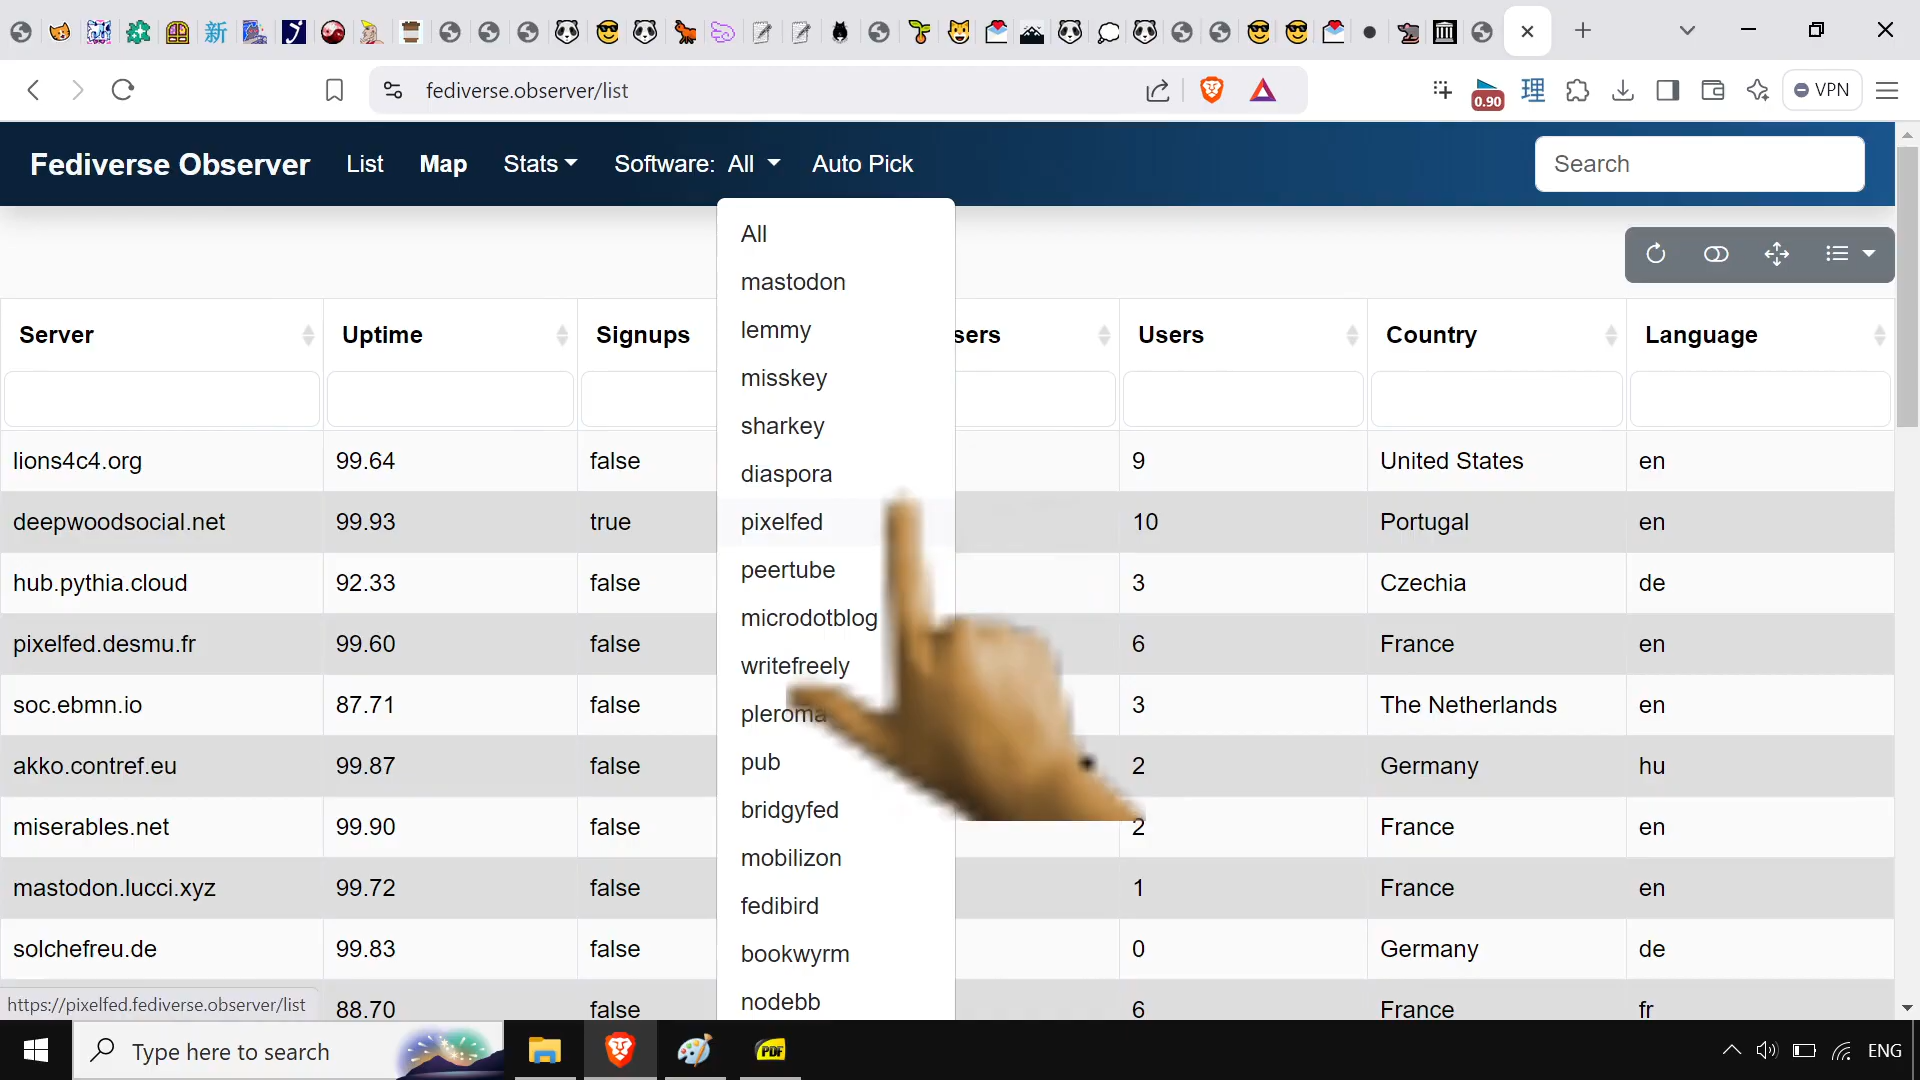 新
fediverse.observer/list
0.90
理
VPN
Fediverse Observer
List
Map
Stats
Software: All
Auto Pick
Search
All
mastodon
lemmy
misskey
sharkey
diaspora
pixelfed
peertube
microdotblog
writefreely
pleroma
pub
bridgyfed
mobilizon
fedibird
bookwyrm
nodebb
Server Uptime Signups sers Users Country Language
lions4c4.org 99.64 false 9 United States en
deepwoodsocial.net 99.93 true 10 Portugal en
hub.pythia.cloud 92.33 false 3 Czechia de
pixelfed.desmu.fr 99.60 false 6 France en
soc.ebmn.io 87.71 false 3 The Netherlands en
akko.contref.eu 99.87 false 2 Germany hu
miserables.net 99.90 false 2 France en
mastodon.lucci.xyz 99.72 false 1 France en
solchefreu.de 99.83 false 0 Germany de
88.70 false 6 France fr
https://pixelfed.fediverse.observer/list
Type here to search
PDF
ENG